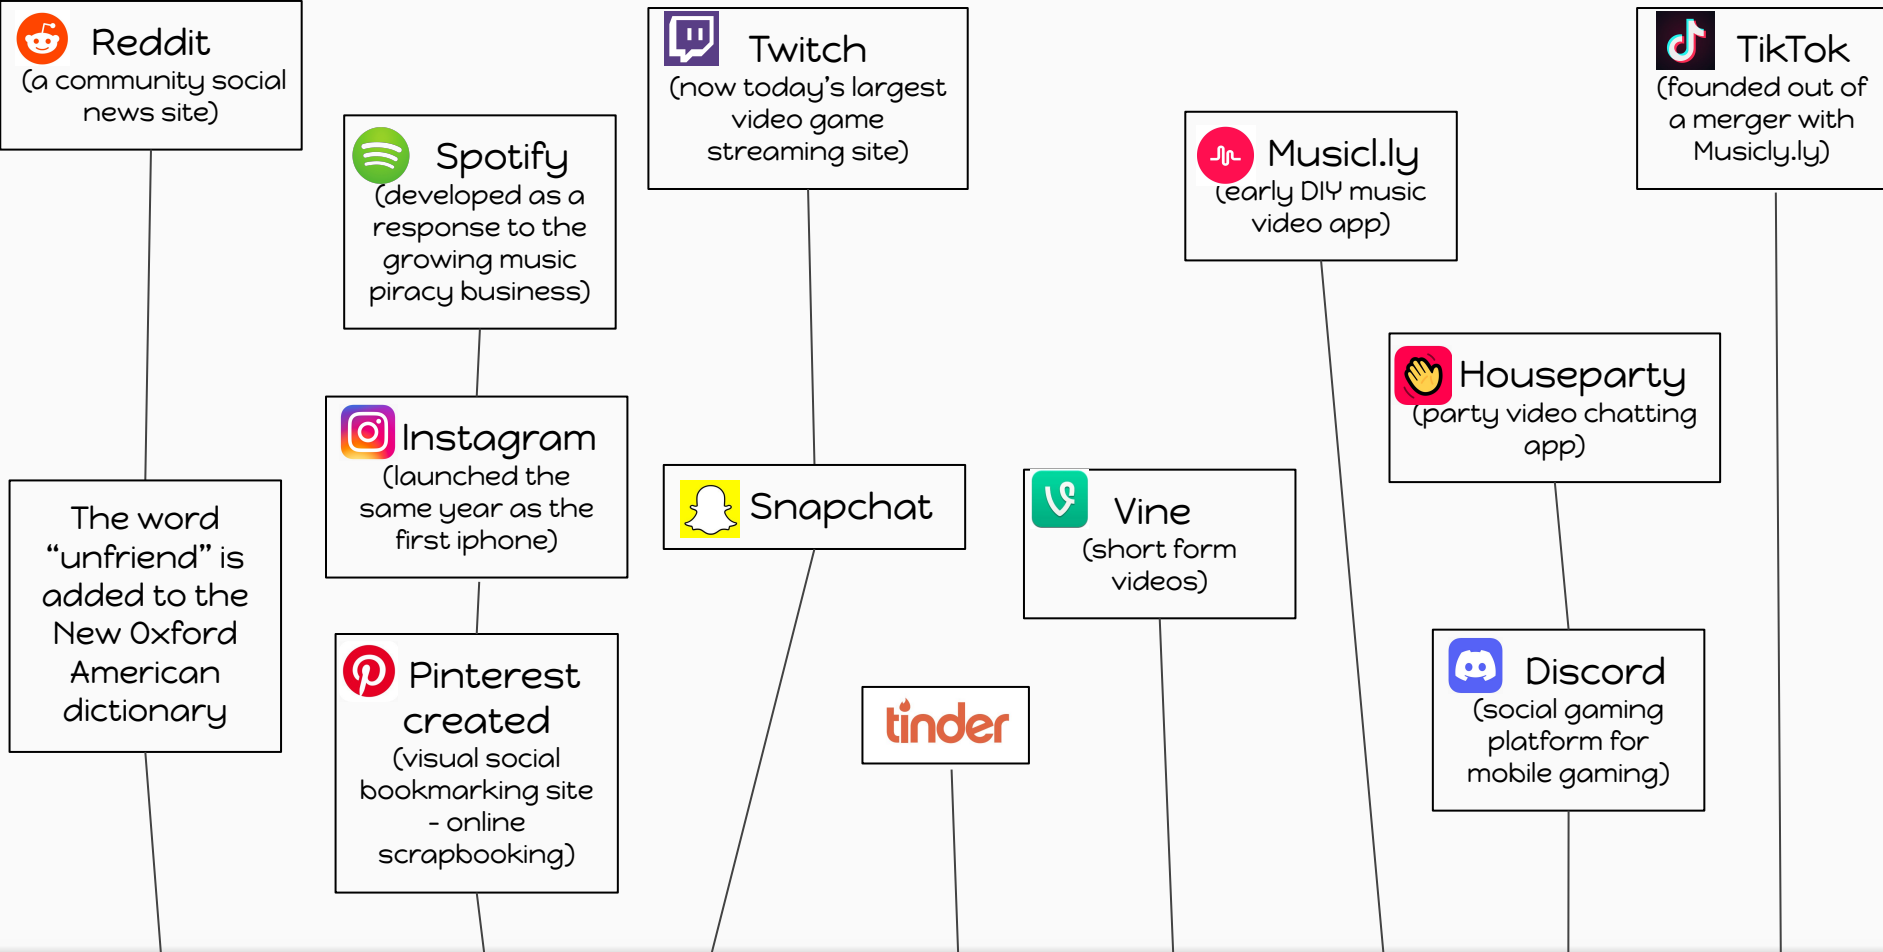 Reddit
(a community social
news site)
The word
“unfriend” is
added to the
New Oxford
American
dictionary
Spotify
(developed as a
response to the
growing music
piracy business)
Instagram
(launched the
same year as the
first iphone)
Pinterest
created
(visual social
bookmarking site
- online
scrapbooking)
Twitch
(now today’s largest
video game
streaming site)
Snapchat
tinder
Vine
(short form
videos)
Musicl.ly
(early DIY music
video app)
Houseparty
(party video chatting
app)
Discord
(social gaming
platform for
mobile gaming)
TikTok
(founded out of
a merger with
Musicly.ly)